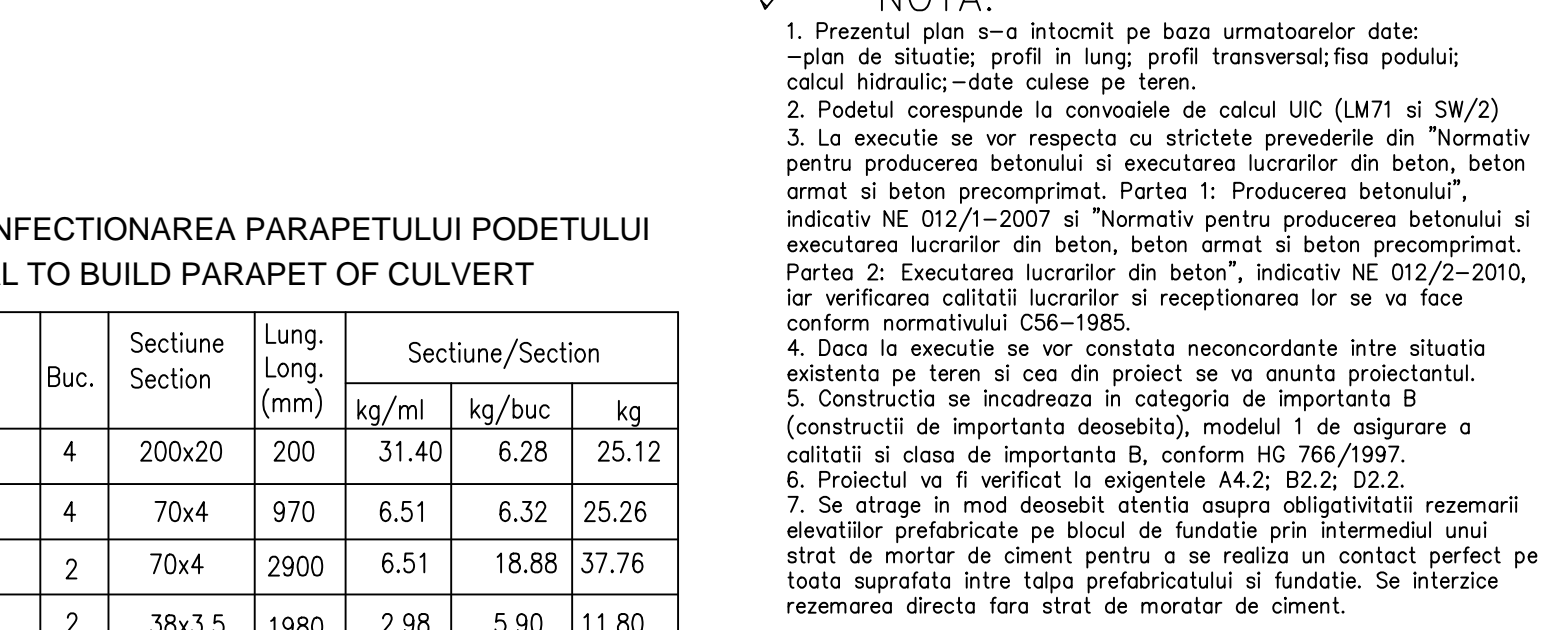 NOTA:
1. Prezentul plan s-a intocmit pe baza urmatoarelor date:
-plan de situatie; profil in lung; profil transversal; fisa podului;
calcul hidraulic; -date culese pe teren.
2. Podetul corespunde la convoaiele de calcul UIC (LM71 si SW/2)
3. La executie se vor respecta cu strictete prevederile din "Normativ
pentru producerea betonului si executarea lucrarilor din beton, beton
armat si beton precomprimat. Partea 1: Producerea betonului",
indicativ NE 012/1-2007 si "Normativ pentru producerea betonului si
executarea lucrarilor din beton, beton armat si beton precomprimat.
Partea 2: Executarea lucrarilor din beton", indicativ NE 012/2-2010,
iar verificarea calitatii lucrarilor si receptionarea lor se va face
conform normativului C56-1985.
4. Daca la executie se vor constata neconcordante intre situatia
existenta pe teren si cea din proiect se va anunta proiectantul.
5. Constructia se incadreaza in categoria de importanta B
(constructii de importanta deosebita), modelul 1 de asigurare a
calitatii si clasa de importanta B, conform HG 766/1997.
6. Proiectul va fi verificat la exigentele A4.2; B2.2; D2.2.
7. Se atrage in mod deosebit atentia asupra obligativitatii rezemarii
elevatiilor prefabricate pe blocul de fundatie prin intermediul unui
strat de mortar de ciment pentru a se realiza un contact perfect pe
toata suprafata intre talpa prefabricatului si fundatie. Se interzice
rezemarea directa fara strat de moratar de ciment.
NFECTIONAREA PARAPETULUI PODETULUI
L TO BUILD PARAPET OF CULVERT
Buc. Sectiune Section Lung. Long. (mm) Sectiune/Section
kg/ml kg/buc kg
4 200x20 200 31.40 6.28 25.12
4 70x4 970 6.51 6.32 25.26
2 70x4 2900 6.51 18.88 37.76
2 38x3.5 1980 2.98 5.90 11.80